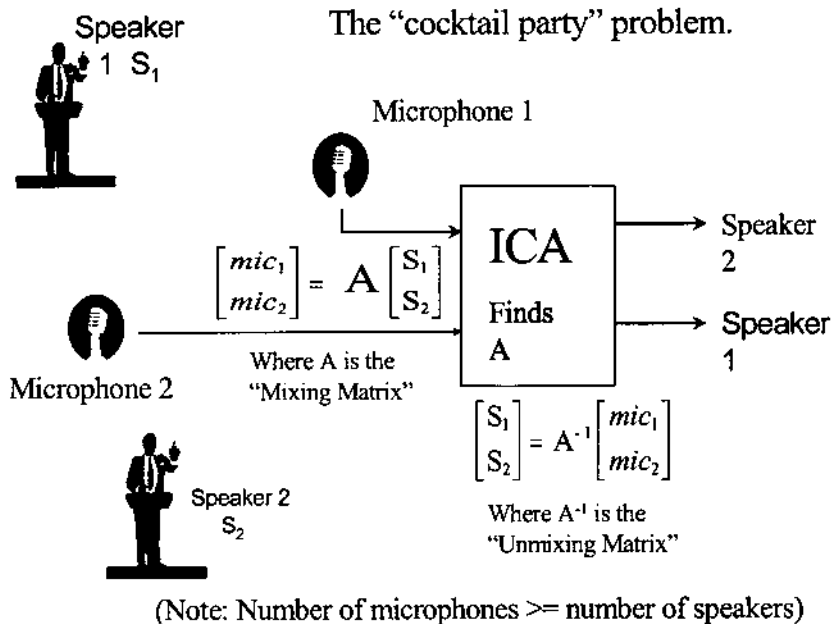 The “cocktail party” problem.
Speaker
1 S₁
Microphone 1
[mic₁
mic₂] = A [S₁
S₂]
Where A is the
“Mixing Matrix”
ICA
Finds
A
Speaker
2
Speaker
1
Microphone 2
[S₁
S₂] = A⁻¹ [mic₁
mic₂]
Where A⁻¹ is the
“Unmixing Matrix”
Speaker 2
S₂
(Note: Number of microphones >= number of speakers)